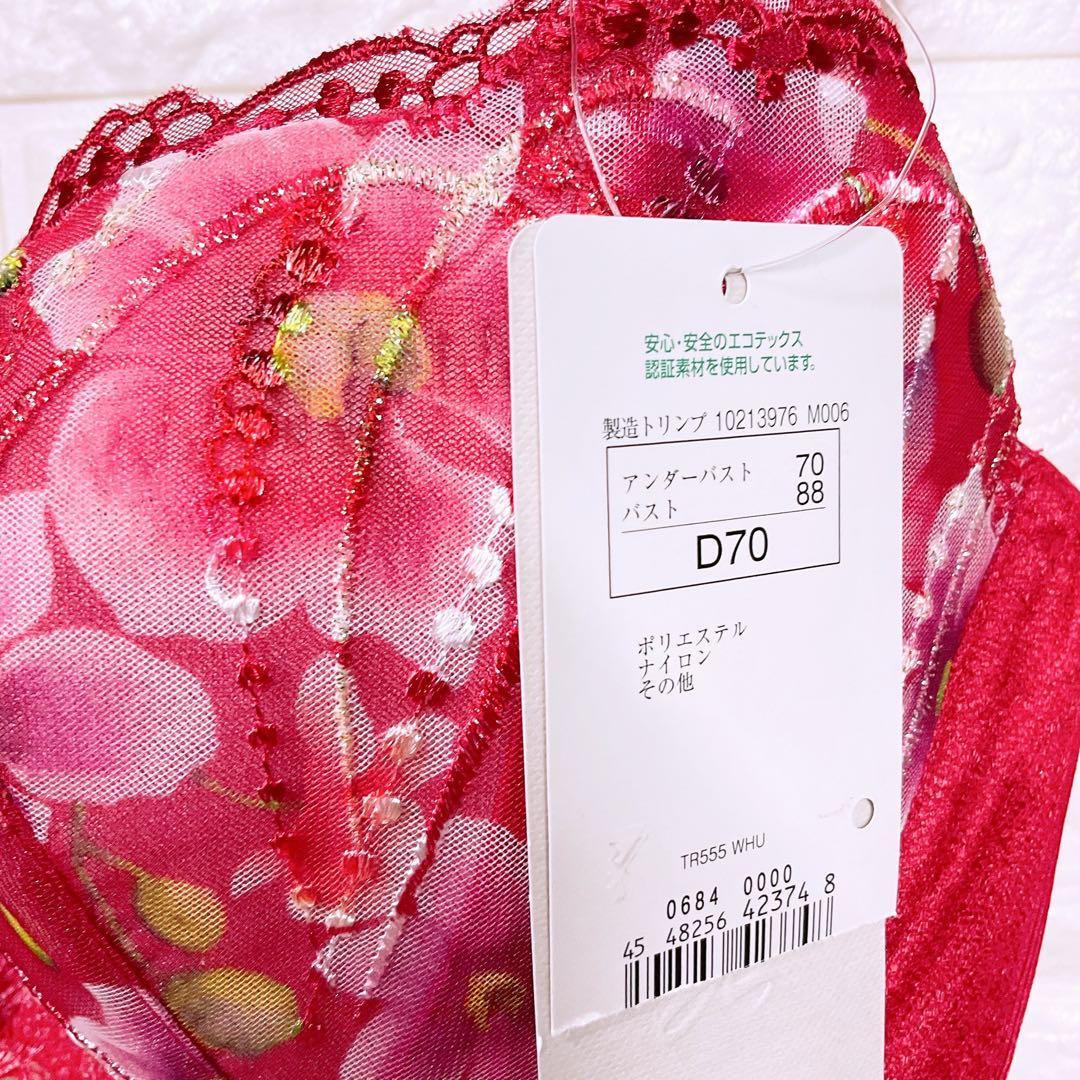 安心・安全のエコテックス
認証素材を使用しています。
製造トリンプ 10213976 M006
アンダーバスト 70
バスト 88
D70
ポリエステル
ナイロン
その他
TR555 WHU
0684 0000
45 48256 42374 8